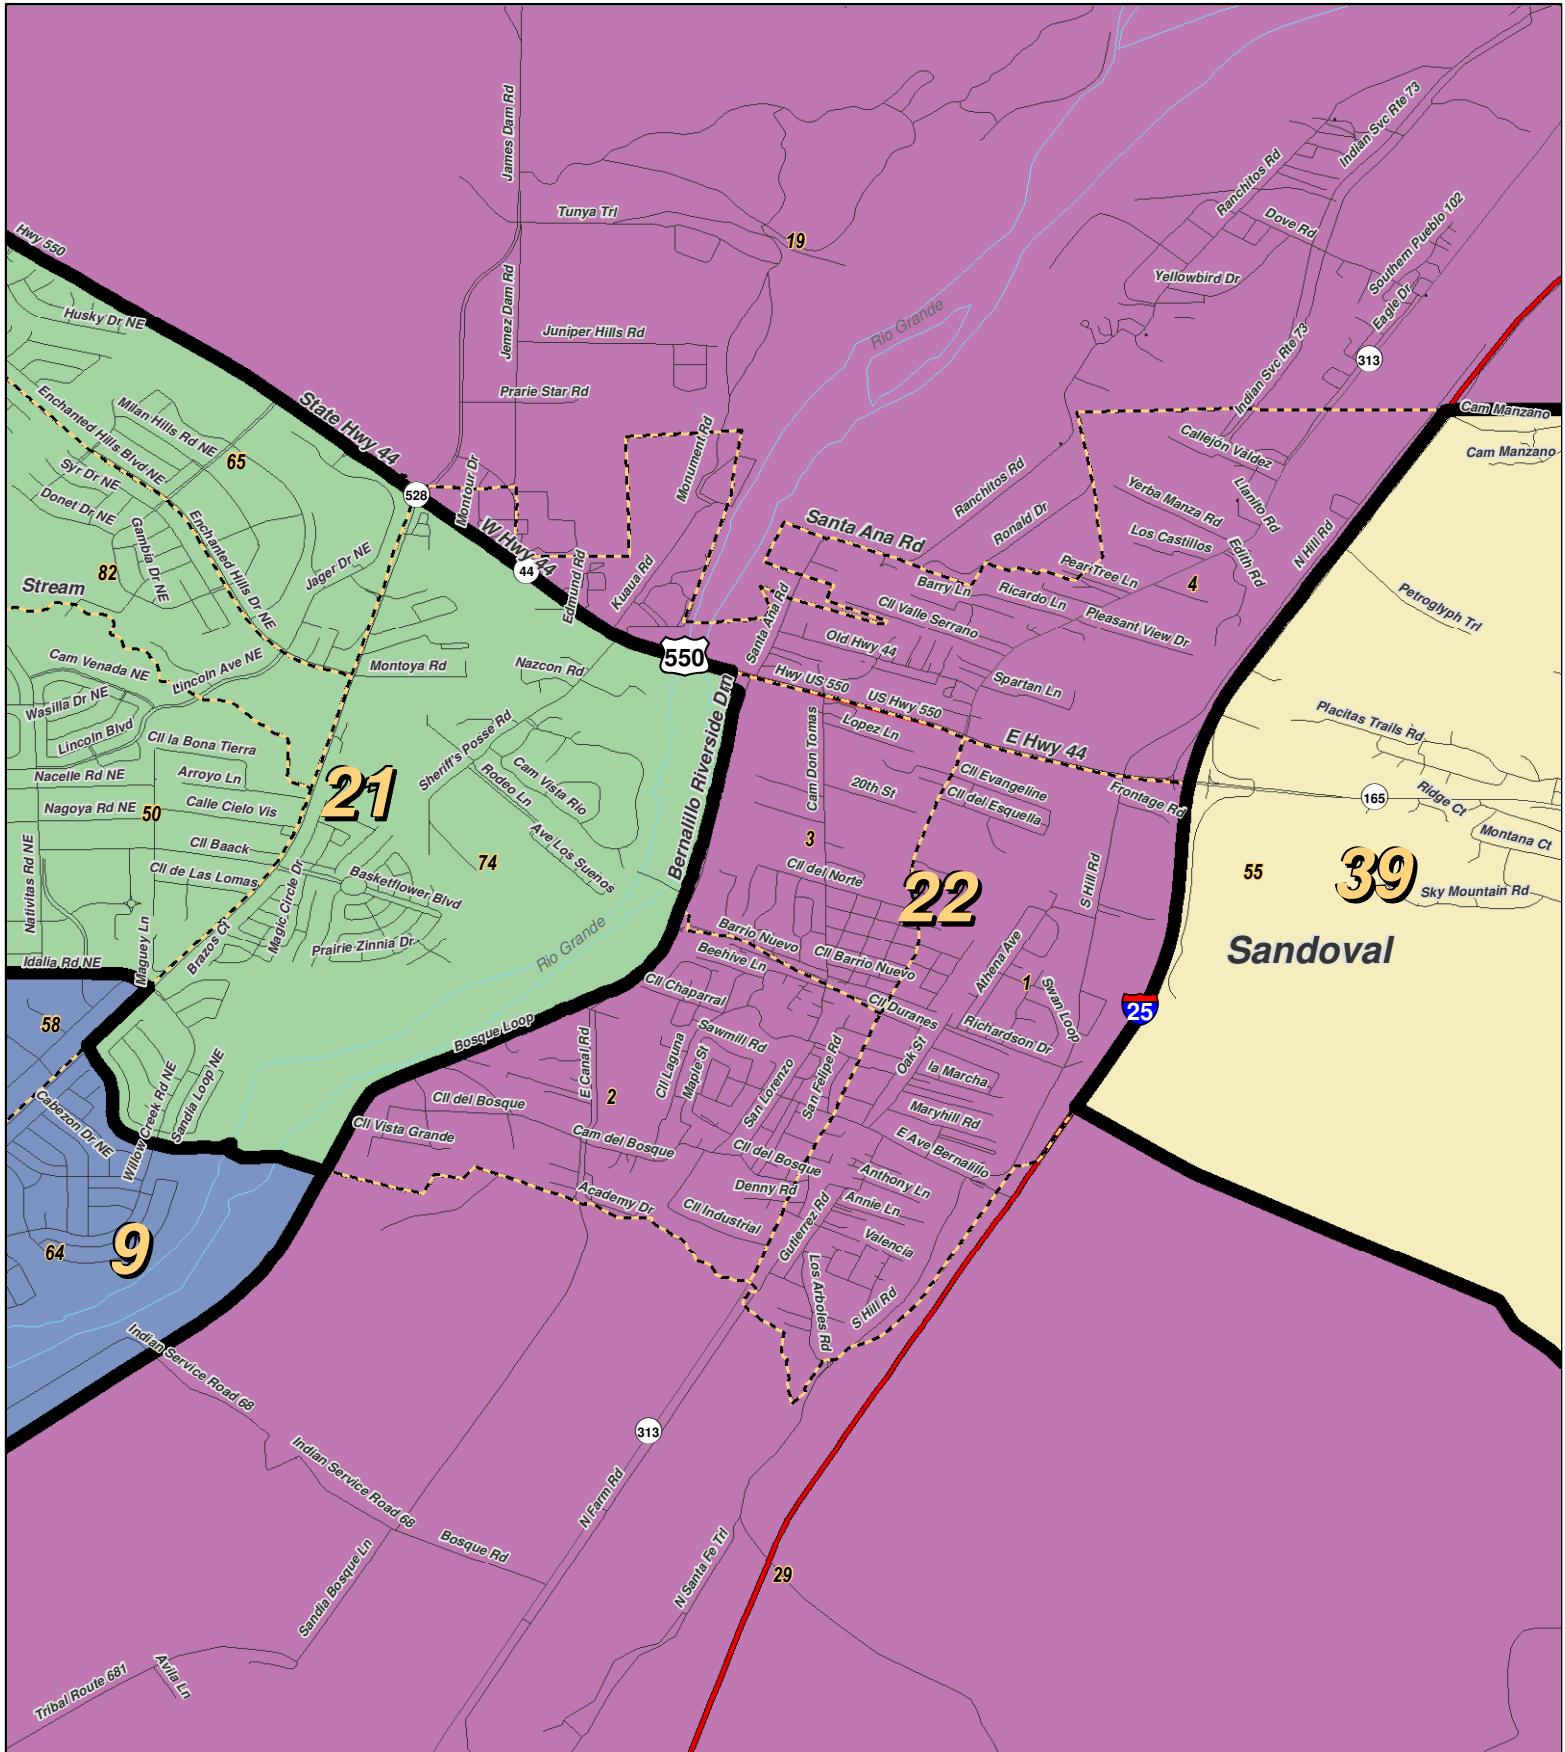 James Dam Rd
Indian Svc Rte 73
Ranchitos Rd
Tunya Trl
19
Dove Rd
Southern Pueblo 102
Hwy 550
Yellowbird Dr
Eagle Dr
Jemez Dam Rd
Rio Grande
Husky Dr NE
Juniper Hills Rd
Indian Svc Rte 73
313
Prarie Star Rd
Enchanted Hills Blvd NE
Milan Hills Rd NE
State Hwy 44
Cam Manzano
65
Monument Rd
Callejón Valdez
Cam Manzano
Syr Dr NE
528
Montour Dr
Ranchitos Rd
Llanito Rd
Donet Dr NE
Yerba Manza Rd
Gambia Dr NE
Enchanted Hills Dr NE
W Hwy 44
Santa Ana Rd
Ronald Dr
Los Castillos
N Hill Rd
Edith Rd
82
Jager Dr NE
44
Edmund Rd
Kuaua Rd
Pear Tree Ln
4
Stream
Barry Ln
Ricardo Ln
Petroglyph Trl
Cll Valle Serrano
Pleasant View Dr
Santa Ana Rd
Old Hwy 44
Cam Venada NE
Lincoln Ave NE
Montoya Rd
Nazcon Rd
550
Hwy US 550
US Hwy 550
Spartan Ln
Wasilla Dr NE
Lincoln Blvd
Cll la Bona Tierra
Sheriff's Posse Rd
Lopez Ln
Placitas Trails Rd
E Hwy 44
Nacelle Rd NE
Arroyo Ln
21
Cam Vista Rio
Rodeo Ln
Bernalillo Riverside Drn
Cam Don Tomas
20th St
Cll Evangeline
Cll del Esquella
Frontage Rd
165
Ridge Ct
Nagoya Rd NE
50
Calle Cielo Vis
Montana Ct
Cll Baack
Ave Los Suenos
3
55
39
Nativitas Rd NE
Cll de Las Lomas
74
Cll del Norte
S Hill Rd
Basketflower Blvd
22
Sky Mountain Rd
Magic Circle Dr
Maguey Ln
Brazos Ct
Prairie Zinnia Dr
Rio Grande
Barrio Nuevo
Athena Ave
Sandoval
Idalia Rd NE
Beehive Ln
Cll Barrio Nuevo
1
Swan Loop
Cll Chaparral
Cll Duranes
25
58
Bosque Loop
Sawmill Rd
Richardson Dr
E Canal Rd
Cll Laguna
Maple St
San Lorenzo
San Felipe Rd
Oak St
la Marcha
Cabezon Dr NE
Willow Creek Rd NE
Sandia Loop NE
Cll del Bosque
2
Maryhill Rd
Cll Vista Grande
Cam del Bosque
Cll del Bosque
E Ave Bernalillo
Anthony Ln
Denny Rd
Annie Ln
Academy Dr
Cll Industrial
Gutierrez Rd
Valencia
64
9
Los Arboles Rd
S Hill Rd
Indian Service Road 68
313
Indian Service Road 68
N Farm Rd
Bosque Rd
Sandia Bosque Ln
N Santa Fe Trl
29
Tribal Route 681
Avila Ln